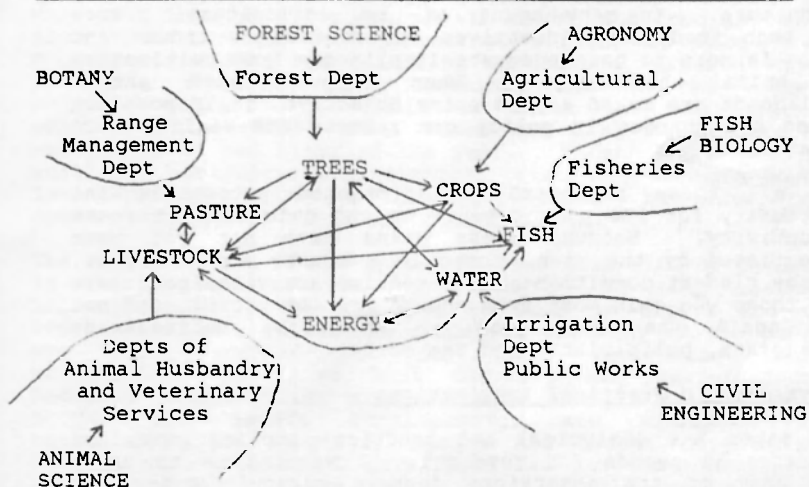 FOREST SCIENCE
AGRONOMY
BOTANY
Forest Dept
Agricultural
Dept
Range
Management
Dept
FISH
BIOLOGY
TREES
CROPS
Fisheries
Dept
PASTURE
FISH
LIVESTOCK
WATER
ENERGY
Irrigation
Dept
Public Works
Depts of
Animal Husbandry
and Veterinary
Services
CIVIL
ENGINEERING
ANIMAL
SCIENCE